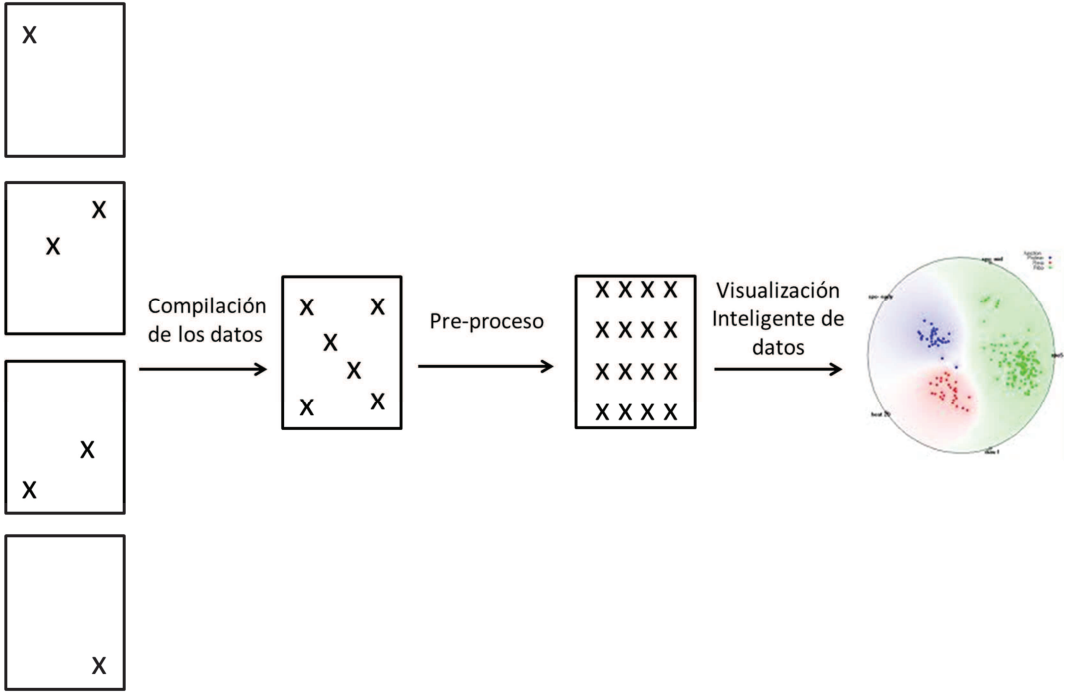 X
X
X
X
X
X
Compilación
de los datos
X X
X
X
X X
Pre-proceso
X X X X
X X X X
X X X X
X X X X
Visualización
Inteligente de
datos